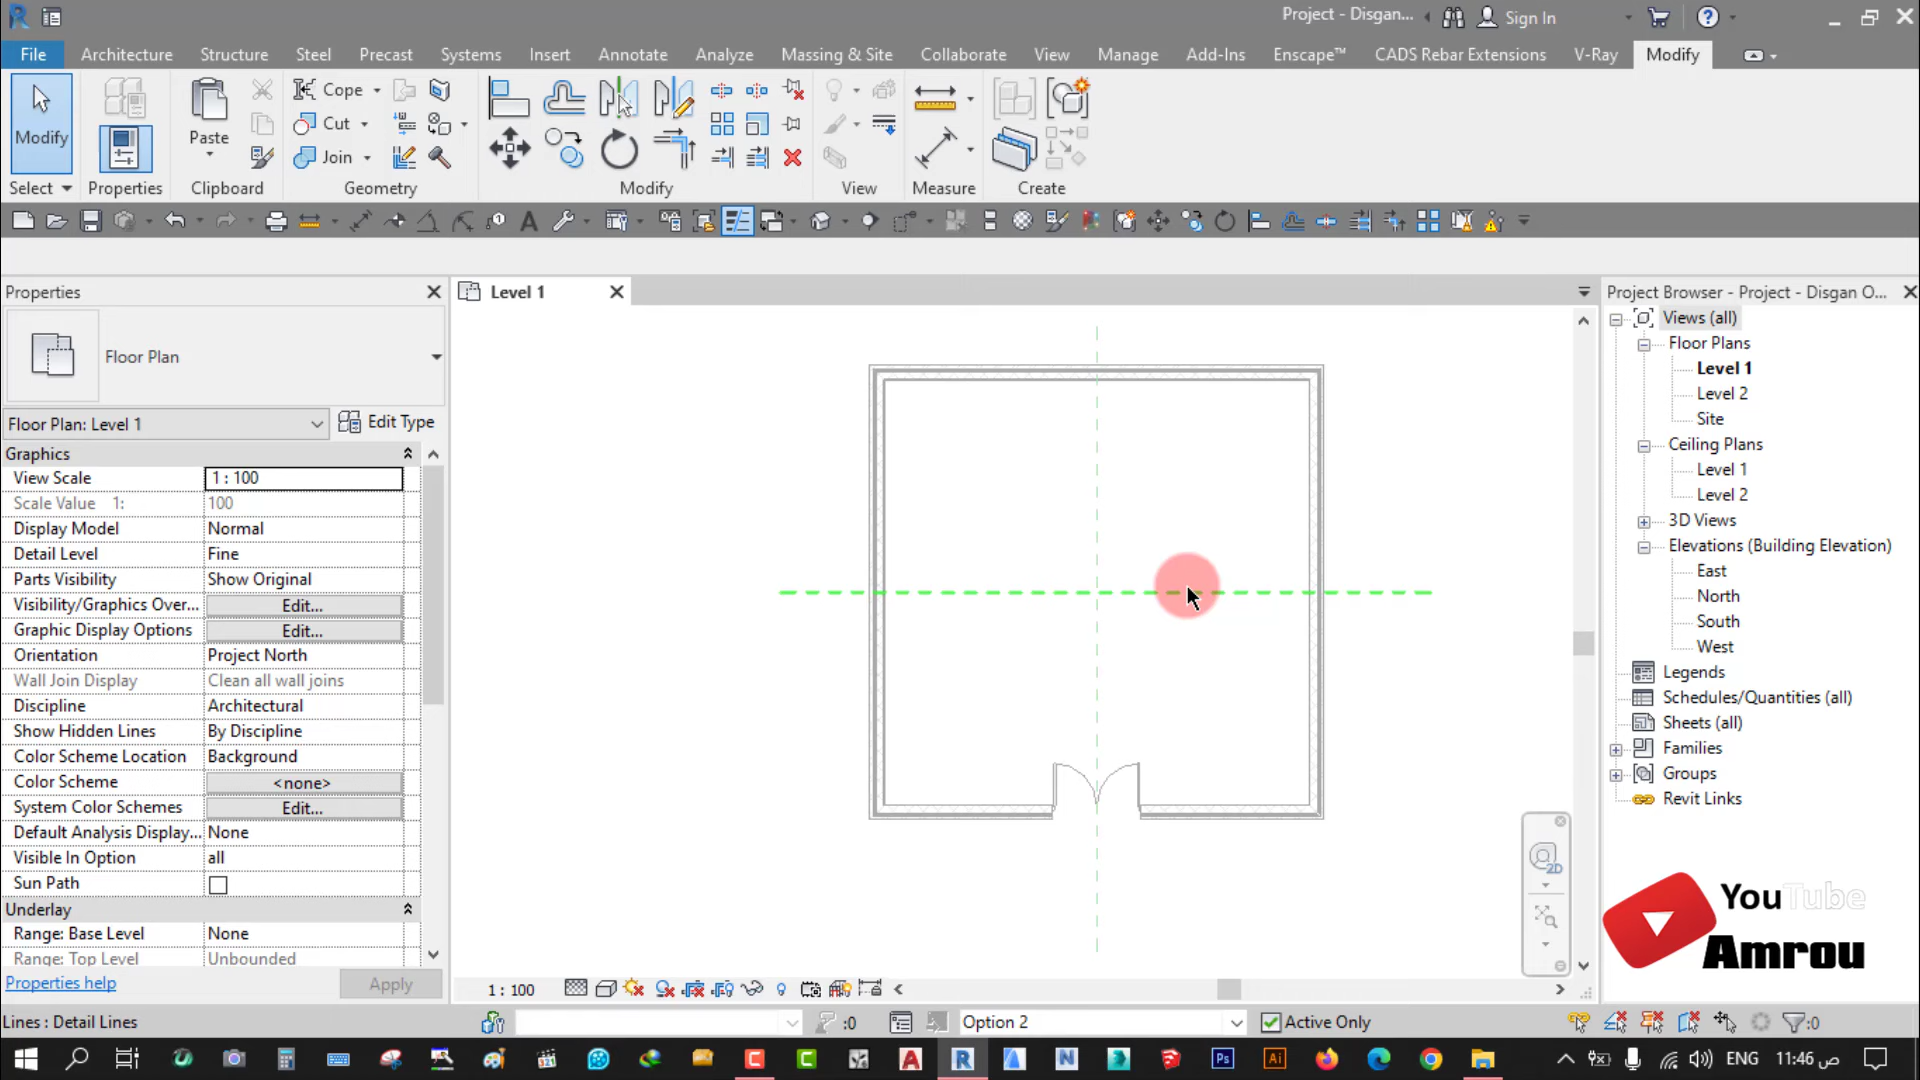 Project - Disgan...
Sign In
File
Architecture
Structure
Steel
Precast
Systems
Insert
Annotate
Analyze
Massing & Site
Collaborate
View
Manage
Add-Ins
Enscape™
CADS Rebar Extensions
V-Ray
Modify
Modify
Paste
Cope
Cut
Join
Select
Properties
Clipboard
Geometry
Modify
View
Measure
Create
Properties
Level 1
Project Browser - Project - Disgan O...
Floor Plan
Floor Plan: Level 1
Edit Type
Graphics
View Scale
1 : 100
Scale Value 1:
100
Display Model
Normal
Detail Level
Fine
Parts Visibility
Show Original
Visibility/Graphics Over...
Edit...
Graphic Display Options
Edit...
Orientation
Project North
Wall Join Display
Clean all wall joins
Discipline
Architectural
Show Hidden Lines
By Discipline
Color Scheme Location
Background
Color Scheme
<none>
System Color Schemes
Edit...
Default Analysis Display...
None
Visible In Option
all
Sun Path
Underlay
Range: Base Level
None
Range: Top Level
Unbounded
Properties help
Apply
Views (all)
Floor Plans
Level 1
Level 2
Site
Ceiling Plans
Level 1
Level 2
3D Views
Elevations (Building Elevation)
East
North
South
West
Legends
Schedules/Quantities (all)
Sheets (all)
Families
Groups
Revit Links
2D
YouTube
Amrou
1 : 100
Lines : Detail Lines
:0
Option 2
Active Only
:0
Ps
Ai
ENG
11:46 ص